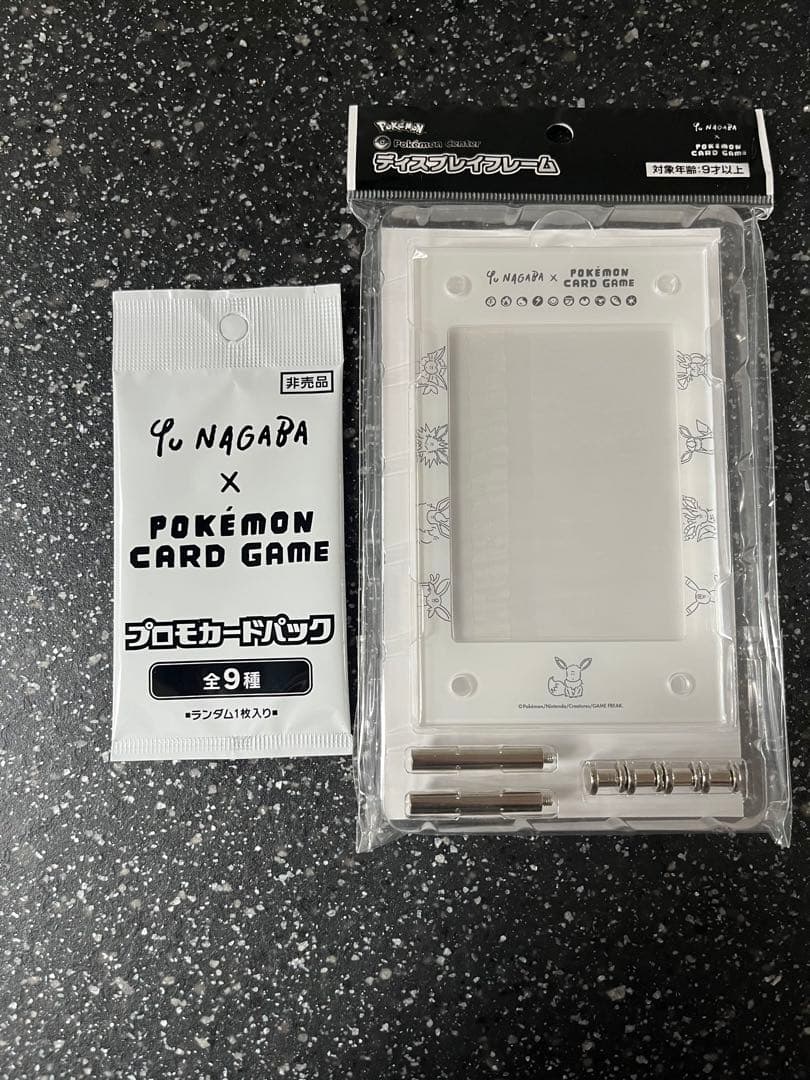 非売品
Yu NAGABA
×
POKÉMON
CARD GAME
プロモカードパック
全9種
■ランダム1枚入り■
POKÉMON
Pokémon Center
ディスプレイフレーム
Yu NAGABA
×
POKÉMON
CARD GAME
対象年齢:9才以上
Yu NAGABA × POKÉMON
CARD GAME
©Pokémon/Nintendo/Creatures/GAME FREAK.